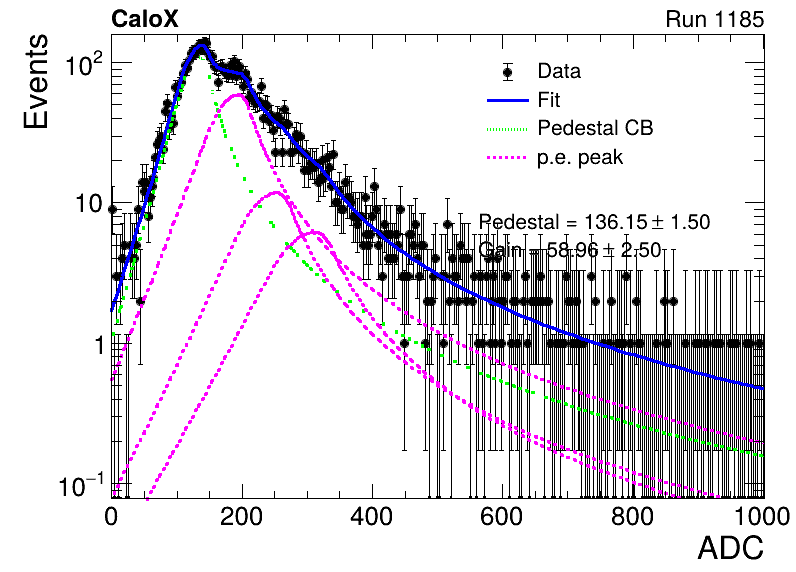 CaloX Run 1185
Events
Data
Fit
Pedestal CB
p.e. peak
Pedestal = 136.15 ± 1.50
Gain = 58.96 ± 2.50
10²
10
1
10⁻¹
0 200 400 600 800 1000
ADC